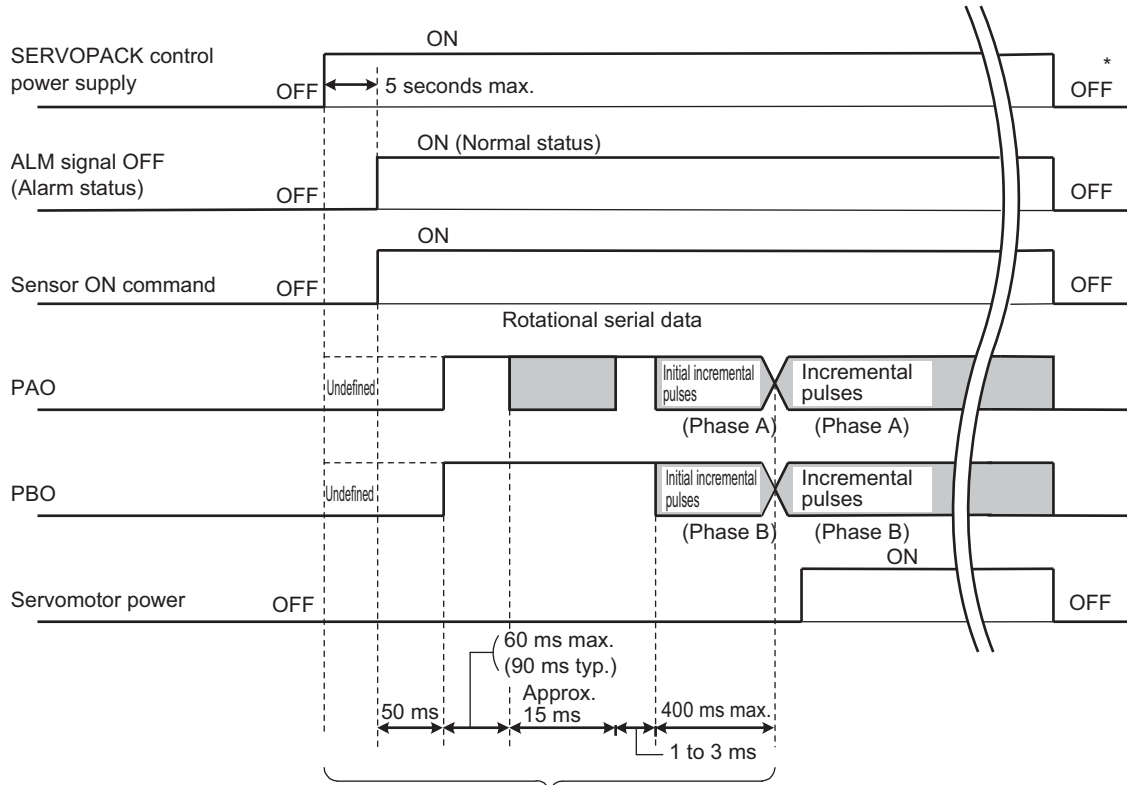 SERVOPACK control
power supply
OFF
ON
5 seconds max.
*
OFF
ALM signal OFF
(Alarm status)
OFF
ON (Normal status)
OFF
Sensor ON command
OFF
ON
OFF
Rotational serial data
PAO
Undefined
Initial incremental
pulses
(Phase A)
Incremental
pulses
(Phase A)
PBO
Undefined
Initial incremental
pulses
(Phase B)
Incremental
pulses
(Phase B)
Servomotor power
OFF
ON
OFF
60 ms max.
(90 ms typ.)
50 ms
Approx.
15 ms
400 ms max.
1 to 3 ms